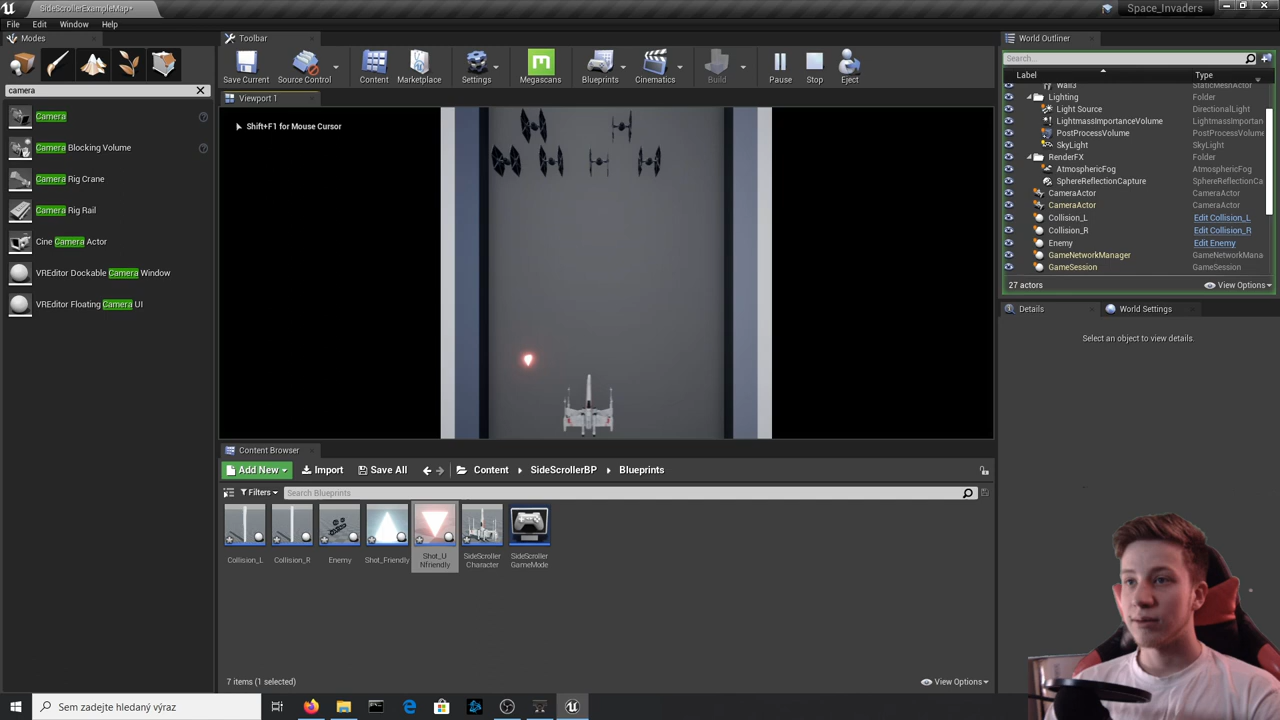 SideScrollerExampleMap*
Space_Invaders
File Edit Window Help
Modes
Toolbar
World Outliner
Save Current
Source Control
Content
Marketplace
Settings
Megascans
Blueprints
Cinematics
Build
Pause
Stop
Eject
Search...
Label
Type
camera
Viewport 1
Shift+F1 for Mouse Cursor
Camera
Camera Blocking Volume
Camera Rig Crane
Camera Rig Rail
Cine Camera Actor
VREditor Dockable Camera Window
VREditor Floating Camera UI
Wall3 StaticMeshActor
Lighting Folder
Light Source DirectionalLight
LightmassImportanceVolume LightmassImportan
PostProcessVolume PostProcessVolume
SkyLight SkyLight
RenderFX Folder
AtmosphericFog AtmosphericFog
SphereReflectionCapture SphereReflectionCa
CameraActor CameraActor
CameraActor CameraActor
Collision_L Edit Collision_L
Collision_R Edit Collision_R
Enemy Edit Enemy
GameNetworkManager GameNetworkMana
GameSession GameSession
27 actors
View Options
Details
World Settings
Select an object to view details.
Content Browser
Add New
Import
Save All
Content
SideScrollerBP
Blueprints
Filters
Search Blueprints
Collision_L
Collision_R
Enemy
Shot_Friendly
Shot_U
Nfriendly
SideScroller
Character
SideScroller
GameMode
7 items (1 selected)
View Options
Sem zadejte hledaný výraz